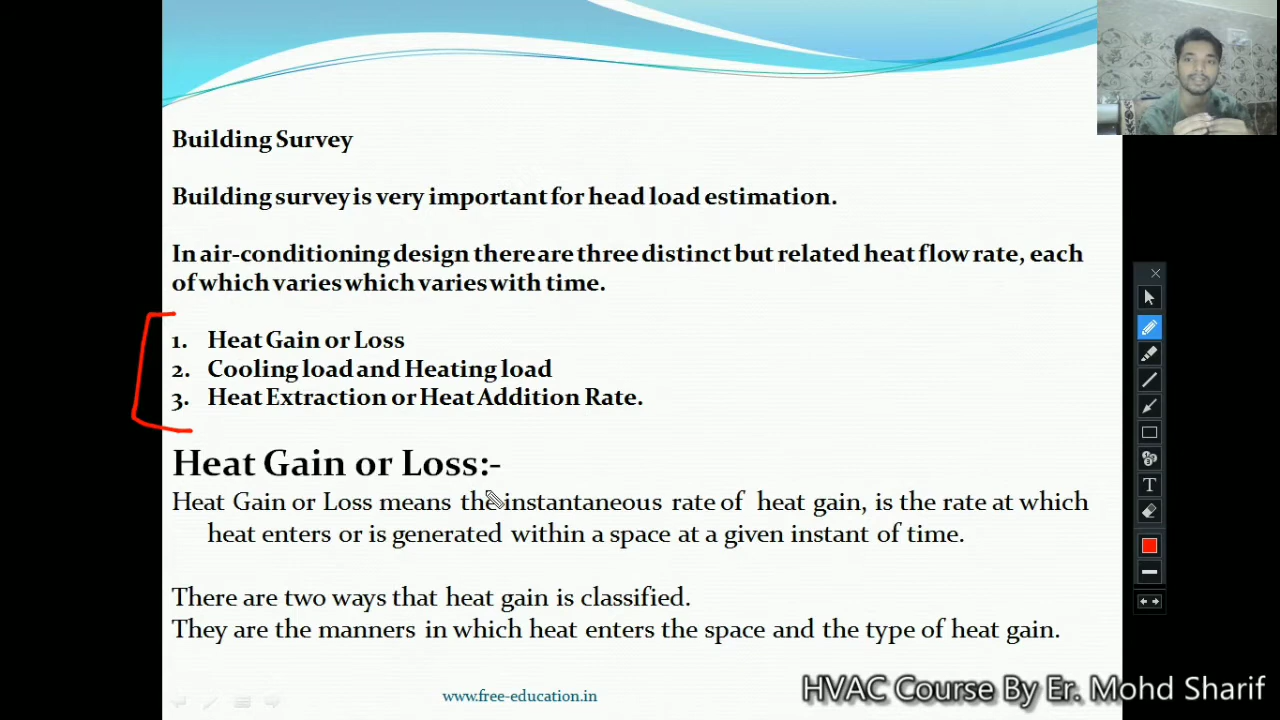 Building Survey
Building survey is very important for head load estimation.
In air-conditioning design there are three distinct but related heat flow rate, each
of which varies which varies with time.
1. Heat Gain or Loss
2. Cooling load and Heating load
3. Heat Extraction or Heat Addition Rate.
Heat Gain or Loss:-
Heat Gain or Loss means the instantaneous rate of heat gain, is the rate at which
heat enters or is generated within a space at a given instant of time.
There are two ways that heat gain is classified.
They are the manners in which heat enters the space and the type of heat gain.
www.free-education.in
HVAC Course By Er. Mohd Sharif